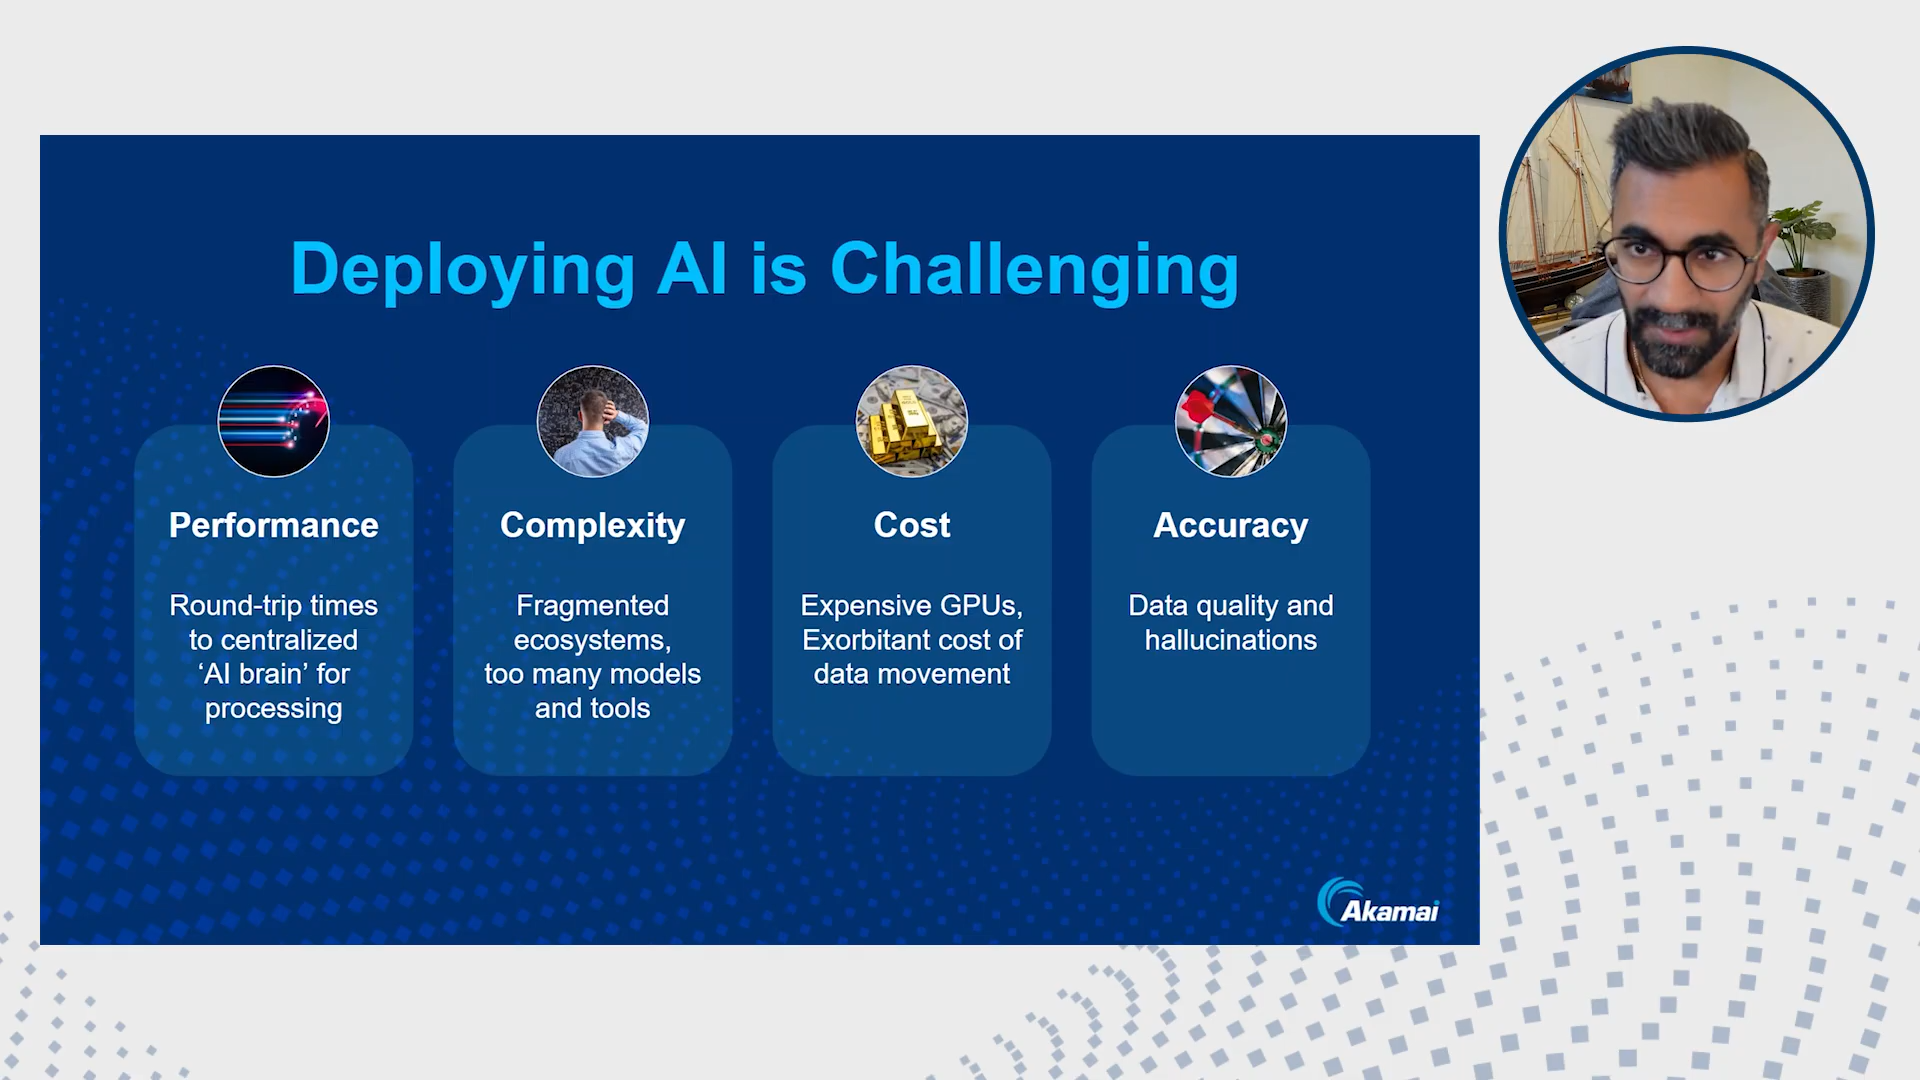 Deploying AI is Challenging
Performance
Round-trip times
to centralized
‘AI brain’ for
processing
Complexity
Fragmented
ecosystems,
too many models
and tools
Cost
Expensive GPUs,
Exorbitant cost of
data movement
Accuracy
Data quality and
hallucinations
Akamai